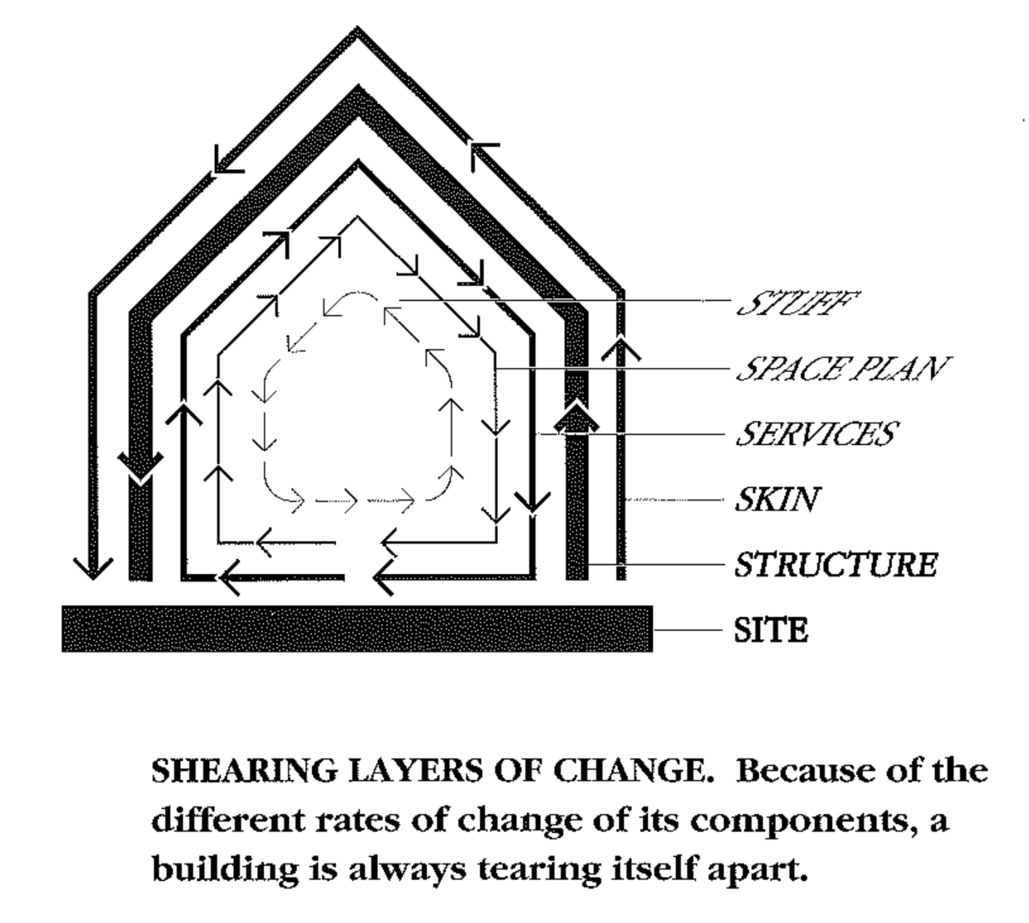 STUFF
SPACE PLAN
SERVICES
SKIN
STRUCTURE
SITE
SHEARING LAYERS OF CHANGE. Because of the
different rates of change of its components, a
building is always tearing itself apart.